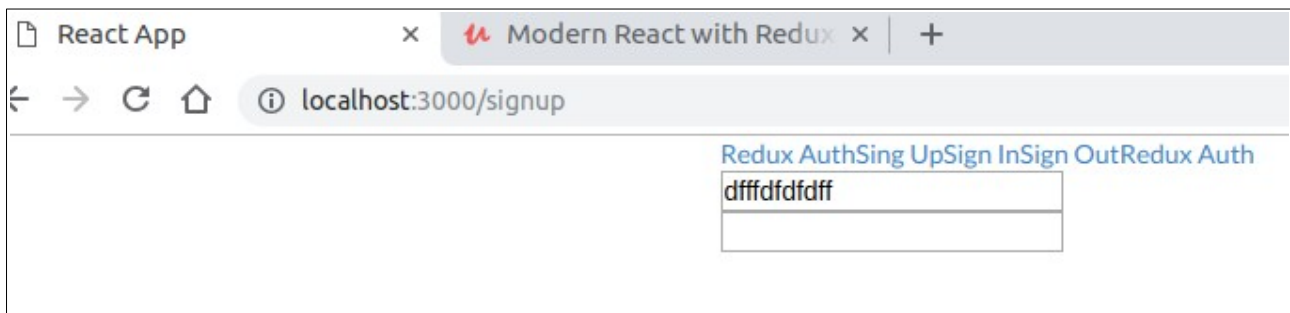 React App
Modern React with Redux
localhost:3000/signup
Redux AuthSing UpSign InSign OutRedux Auth
dfffdfdfdff